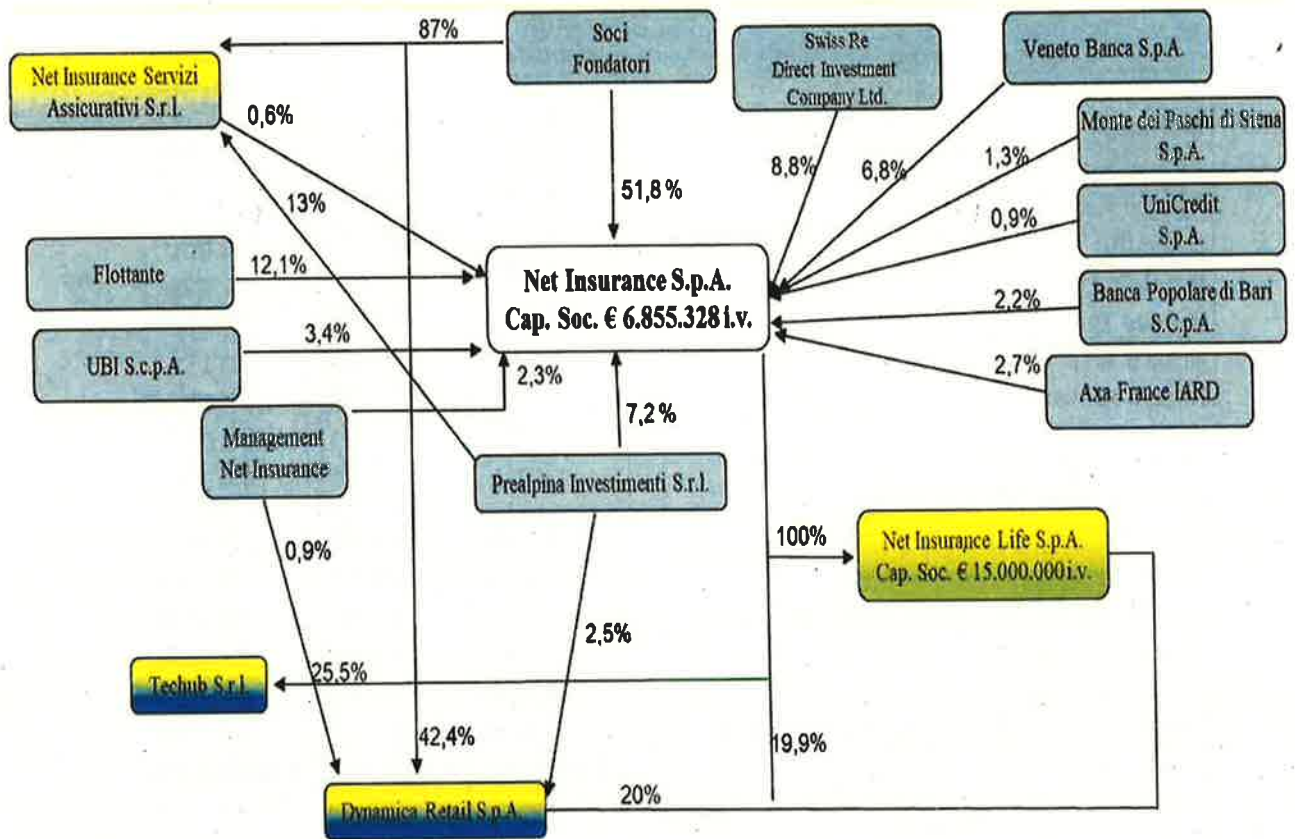 87%
Soci
Fondatori
Swiss Re
Direct Investment
Company Ltd.
Veneto Banca S.p.A.
Net Insurance Servizi
Assicurativi S.r.l.
0,6%
Monte dei Paschi di Siena
S.p.A.
8,8%
6,8%
1,3%
13%
51,8%
0,9%
UniCredit
S.p.A.
Flottante
12,1%
Net Insurance S.p.A.
Cap. Soc. € 6.855.328 i.v.
2,2%
Banca Popolare di Bari
S.C.p.A.
UBI S.c.p.A.
3,4%
2,3%
2,7%
Axa France IARD
Management
Net Insurance
7,2%
Prealpina Investimenti S.r.l.
0,9%
100%
Net Insurance Life S.p.A.
Cap. Soc. € 15.000.000 i.v.
2,5%
Techub S.r.l.
25,5%
42,4%
19,9%
Dynamica Retail S.p.A.
20%